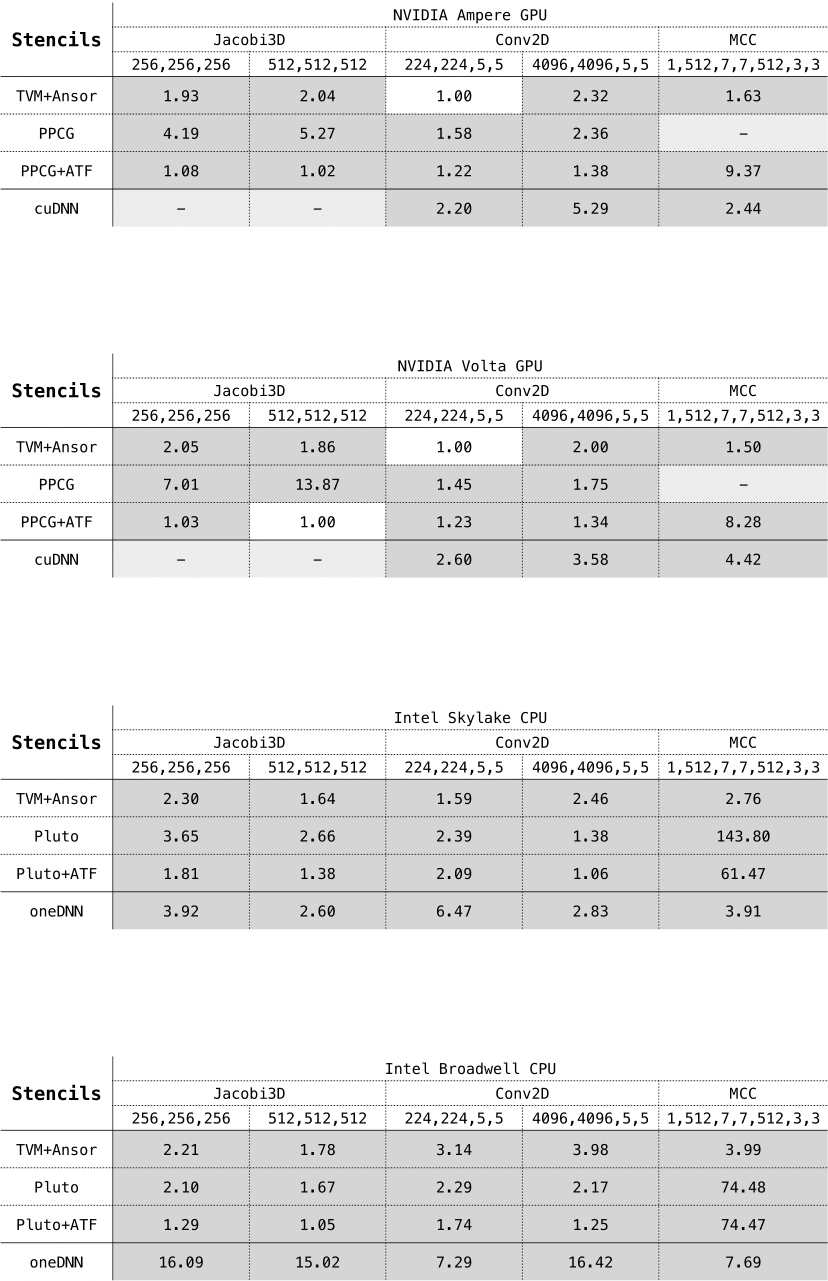 NVIDIA Ampere GPU
Stencils Jacobi3D Conv2D MCC
256,256,256 512,512,512 224,224,5,5 4096,4096,5,5 1,512,7,7,512,3,3
TVM+Ansor 1.93 2.04 1.00 2.32 1.63
PPCG 4.19 5.27 1.58 2.36 –
PPCG+ATF 1.08 1.02 1.22 1.38 9.37
cuDNN – – 2.20 5.29 2.44
NVIDIA Volta GPU
Stencils Jacobi3D Conv2D MCC
256,256,256 512,512,512 224,224,5,5 4096,4096,5,5 1,512,7,7,512,3,3
TVM+Ansor 2.05 1.86 1.00 2.00 1.50
PPCG 7.01 13.87 1.45 1.75 –
PPCG+ATF 1.03 1.00 1.23 1.34 8.28
cuDNN – – 2.60 3.58 4.42
Intel Skylake CPU
Stencils Jacobi3D Conv2D MCC
256,256,256 512,512,512 224,224,5,5 4096,4096,5,5 1,512,7,7,512,3,3
TVM+Ansor 2.30 1.64 1.59 2.46 2.76
Pluto 3.65 2.66 2.39 1.38 143.80
Pluto+ATF 1.81 1.38 2.09 1.06 61.47
oneDNN 3.92 2.60 6.47 2.83 3.91
Intel Broadwell CPU
Stencils Jacobi3D Conv2D MCC
256,256,256 512,512,512 224,224,5,5 4096,4096,5,5 1,512,7,7,512,3,3
TVM+Ansor 2.21 1.78 3.14 3.98 3.99
Pluto 2.10 1.67 2.29 2.17 74.48
Pluto+ATF 1.29 1.05 1.74 1.25 74.47
oneDNN 16.09 15.02 7.29 16.42 7.69